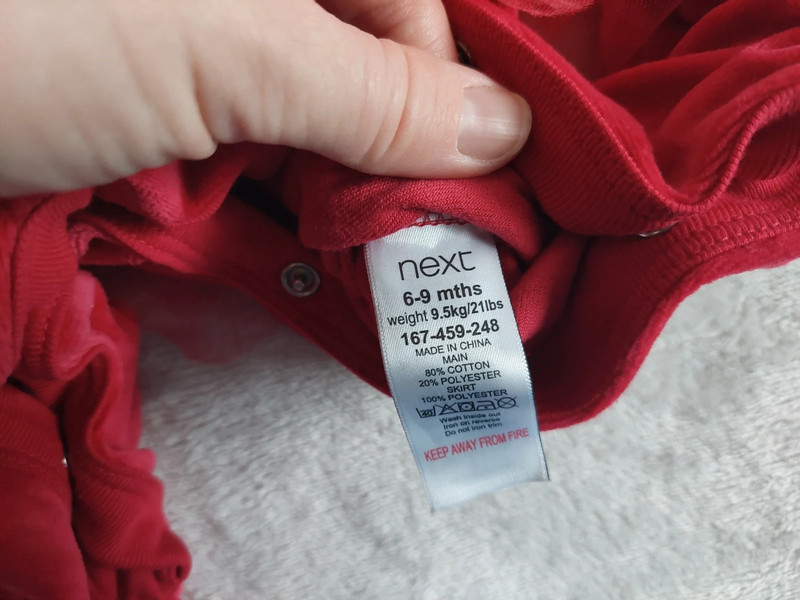 next
6-9 mths
weight 9.5kg/21lbs
167-459-248
MADE IN CHINA
MAIN
80% COTTON
20% POLYESTER
SKIRT
100% POLYESTER
40
Wash inside out
Iron on reverse
Do not iron trim
KEEP AWAY FROM FIRE